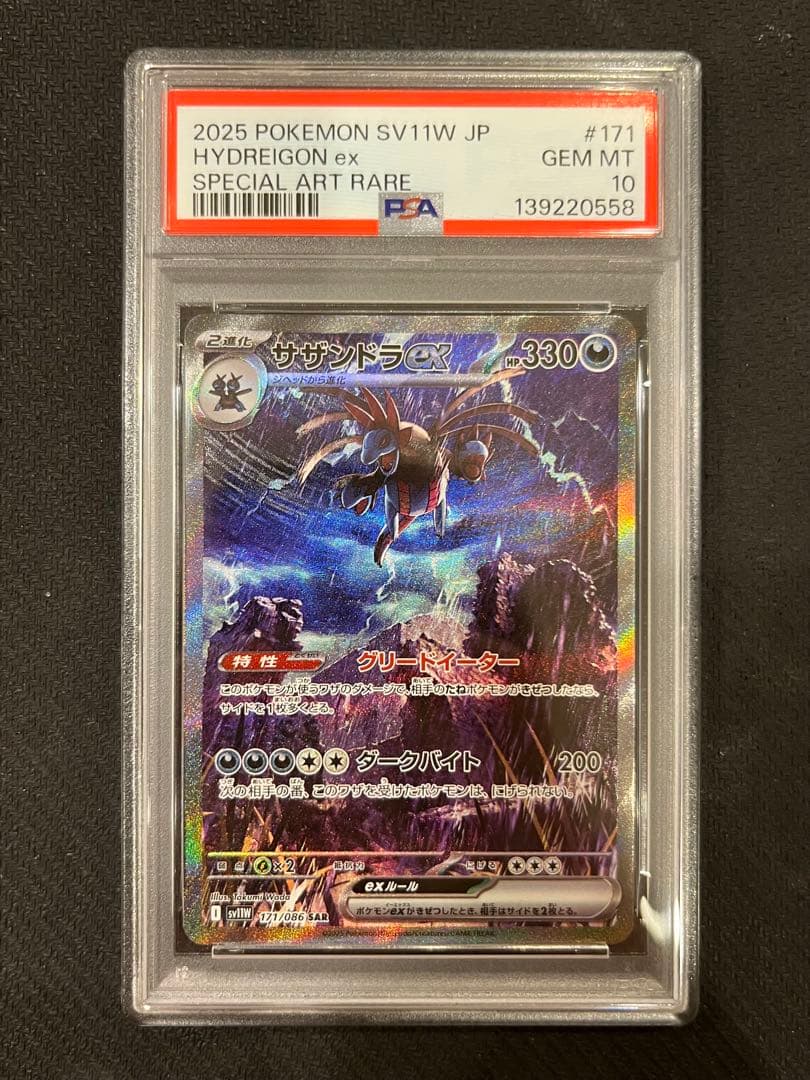 2025 POKEMON SV11W JP #171
HYDREIGON ex GEM MT
SPECIAL ART RARE 10
PSA 139220558
2進化 サザンドラex HP330
ジヘッドから進化
特性 グリードイーター
このポケモンが使うワザのダメージで、相手のたねポケモンがきぜつしたなら、
サイドを1枚多くとる。
ダークバイト 200
次の相手の番、このワザを受けたポケモンは、にげられない。
弱点 ×2 抵抗力 にげる
exルール
ポケモンexがきぜつしたとき、相手はサイドを2枚とる。
Illus. Takumi Wada
sv11W 171/086 SAR